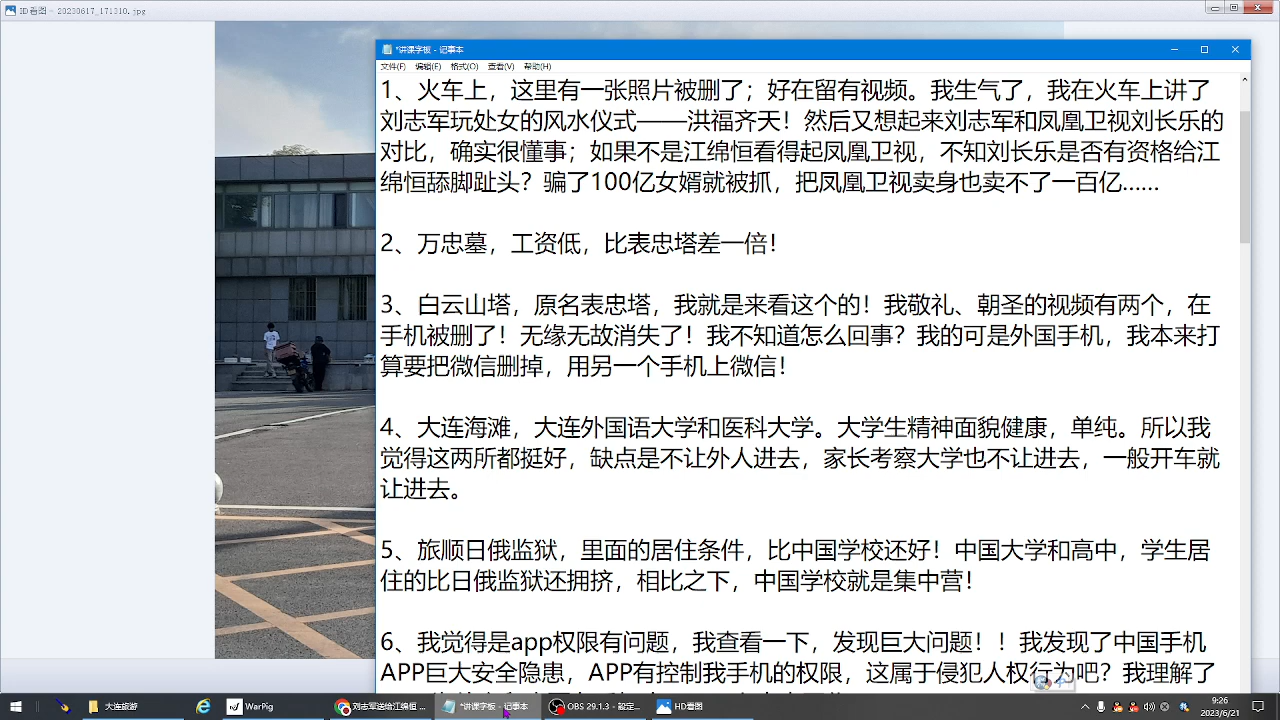 HD看图 - 20230617_171310.jpg
*讲课字板 - 记事本
文件(F) 编辑(E) 格式(O) 查看(V) 帮助(H)
1、火车上，这里有一张照片被删了；好在留有视频。我生气了，我在火车上讲了
刘志军玩处女的风水仪式——洪福齐天！然后又想起来刘志军和凤凰卫视刘长乐的
对比，确实很懂事；如果不是江绵恒看得起凤凰卫视，不知刘长乐是否有资格给江
绵恒舔脚趾头？骗了100亿女婿就被抓，把凤凰卫视卖身也卖不了一百亿……
2、万忠墓，工资低，比表忠塔差一倍！
3、白云山塔，原名表忠塔，我就是来看这个的！我敬礼、朝圣的视频有两个，在
手机被删了！无缘无故消失了！我不知道怎么回事？我的可是外国手机，我本来打
算要把微信删掉，用另一个手机上微信！
4、大连海滩，大连外国语大学和医科大学。大学生精神面貌健康，单纯。所以我
觉得这两所都挺好，缺点是不让外人进去，家长考察大学也不让进去，一般开车就
让进去。
5、旅顺日俄监狱，里面的居住条件，比中国学校还好！中国大学和高中，学生居
住的比日俄监狱还拥挤，相比之下，中国学校就是集中营！
6、我觉得是app权限有问题，我查看一下，发现巨大问题！！我发现了中国手机
APP巨大安全隐患，APP有控制我手机的权限，这属于侵犯人权行为吧？我理解了
大连旅游 WanPig *讲课字板 - 记事本 OBS 29.1.3 - 设定... HD看图
9:26
2023/6/21